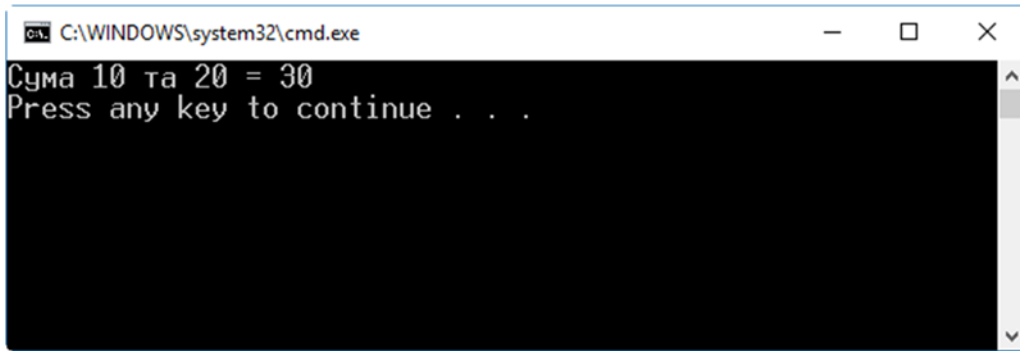 C:\WINDOWS\system32\cmd.exe
Сума 10 та 20 = 30
Press any key to continue . . .